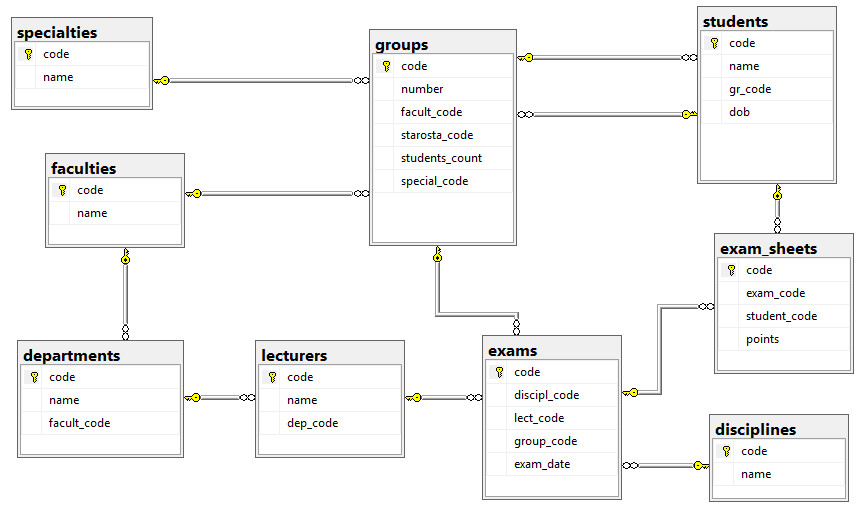 specialties
code
name
groups
code
number
facult_code
starosta_code
students_count
special_code
students
code
name
gr_code
dob
faculties
code
name
exam_sheets
code
exam_code
student_code
points
departments
code
name
facult_code
lecturers
code
name
dep_code
exams
code
discipl_code
lect_code
group_code
exam_date
disciplines
code
name